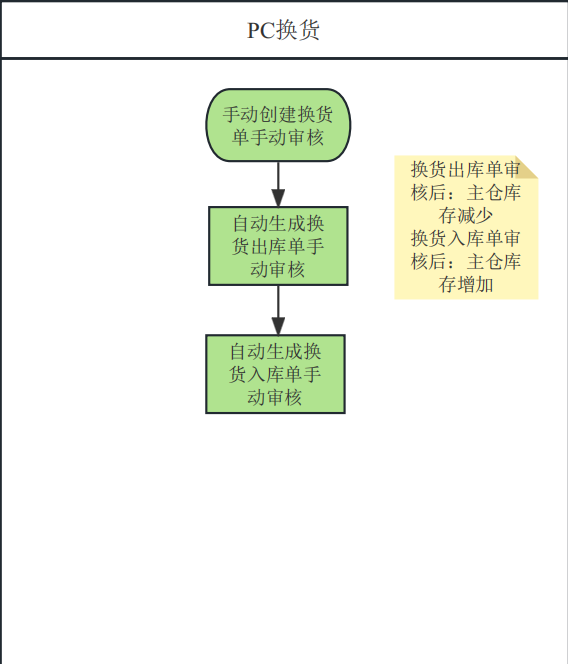 PC换货
手动创建换货
单手动审核
自动生成换
货出库单手
动审核
自动生成换
货入库单手
动审核
换货出库单审
核后：主仓库
存减少
换货入库单审
核后：主仓库
存增加